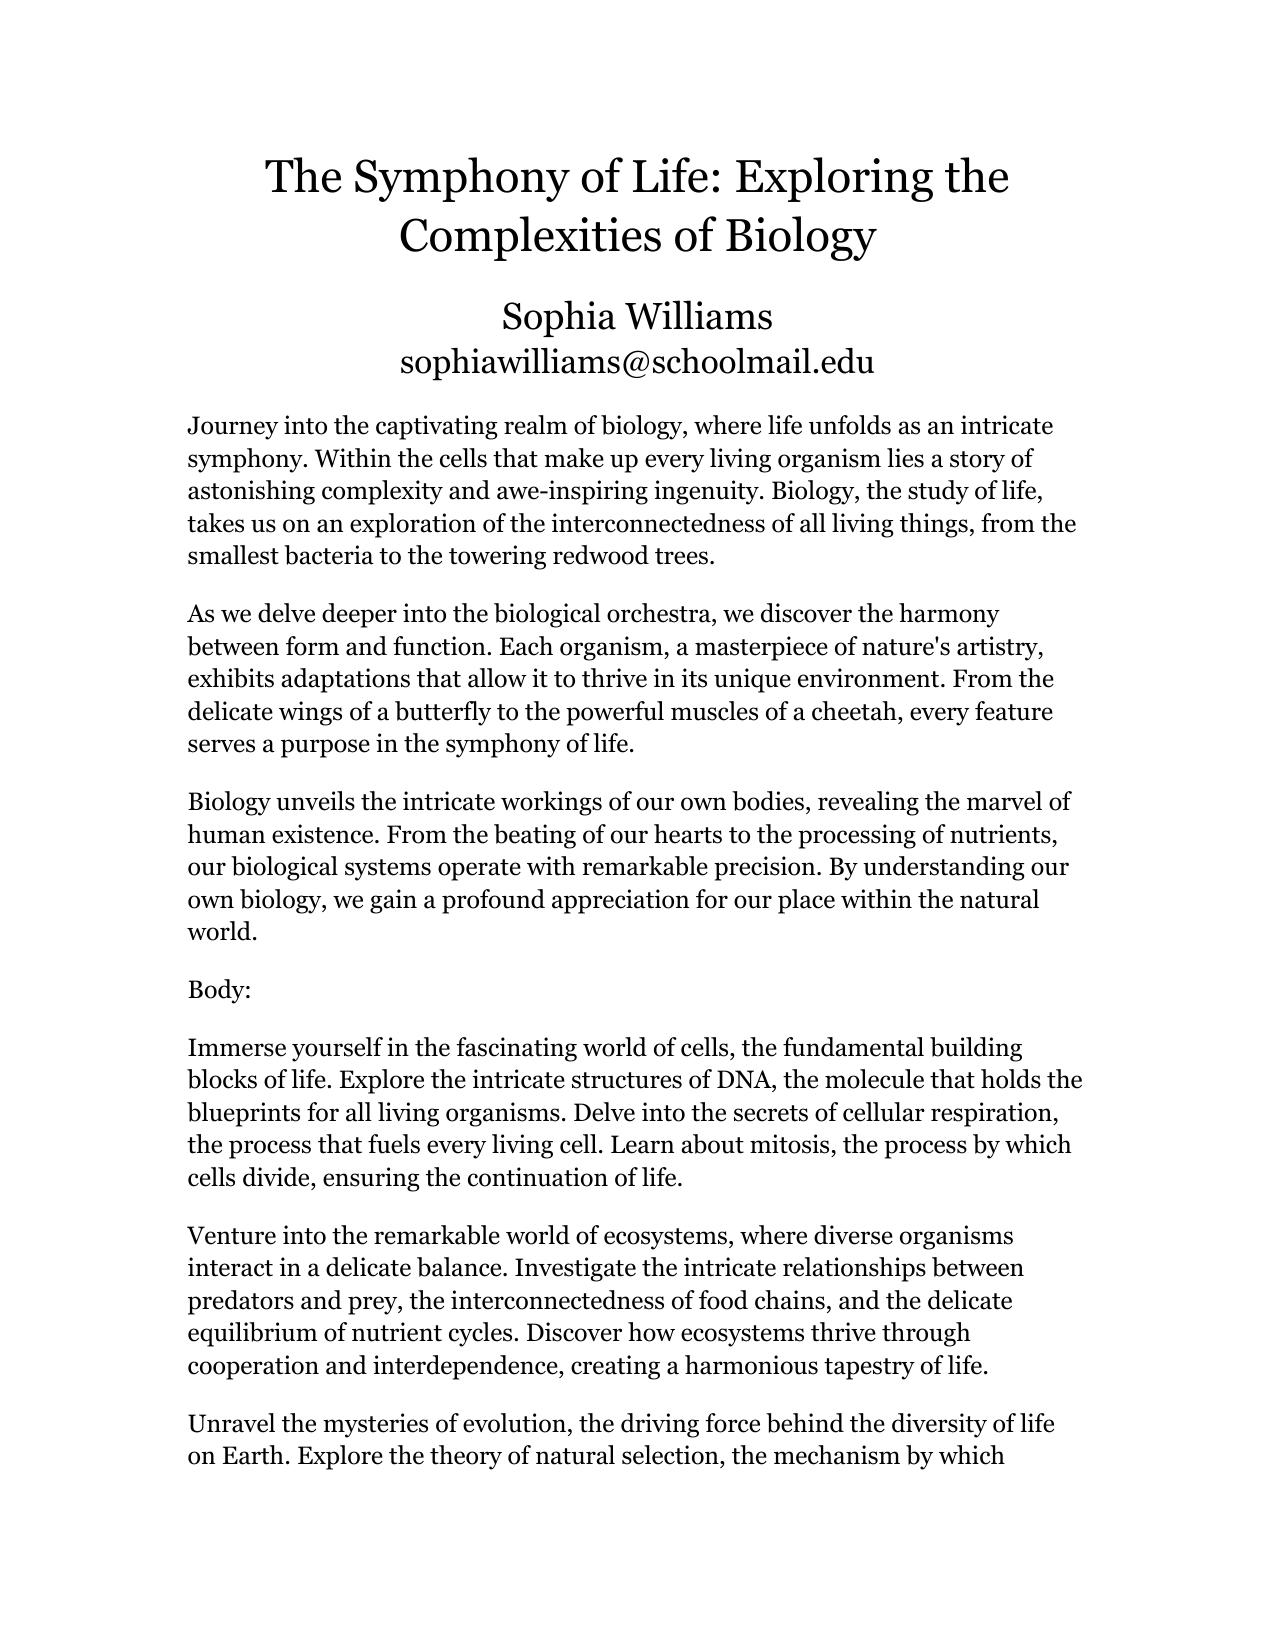 The Symphony of Life: Exploring the
Complexities of Biology
Sophia Williams
sophiawilliams@schoolmail.edu
Journey into the captivating realm of biology, where life unfolds as an intricate
symphony. Within the cells that make up every living organism lies a story of
astonishing complexity and awe-inspiring ingenuity. Biology, the study of life,
takes us on an exploration of the interconnectedness of all living things, from the
smallest bacteria to the towering redwood trees.
As we delve deeper into the biological orchestra, we discover the harmony
between form and function. Each organism, a masterpiece of nature's artistry,
exhibits adaptations that allow it to thrive in its unique environment. From the
delicate wings of a butterfly to the powerful muscles of a cheetah, every feature
serves a purpose in the symphony of life.
Biology unveils the intricate workings of our own bodies, revealing the marvel of
human existence. From the beating of our hearts to the processing of nutrients,
our biological systems operate with remarkable precision. By understanding our
own biology, we gain a profound appreciation for our place within the natural
world.
Body:
Immerse yourself in the fascinating world of cells, the fundamental building
blocks of life. Explore the intricate structures of DNA, the molecule that holds the
blueprints for all living organisms. Delve into the secrets of cellular respiration,
the process that fuels every living cell. Learn about mitosis, the process by which
cells divide, ensuring the continuation of life.
Venture into the remarkable world of ecosystems, where diverse organisms
interact in a delicate balance. Investigate the intricate relationships between
predators and prey, the interconnectedness of food chains, and the delicate
equilibrium of nutrient cycles. Discover how ecosystems thrive through
cooperation and interdependence, creating a harmonious tapestry of life.
Unravel the mysteries of evolution, the driving force behind the diversity of life
on Earth. Explore the theory of natural selection, the mechanism by which